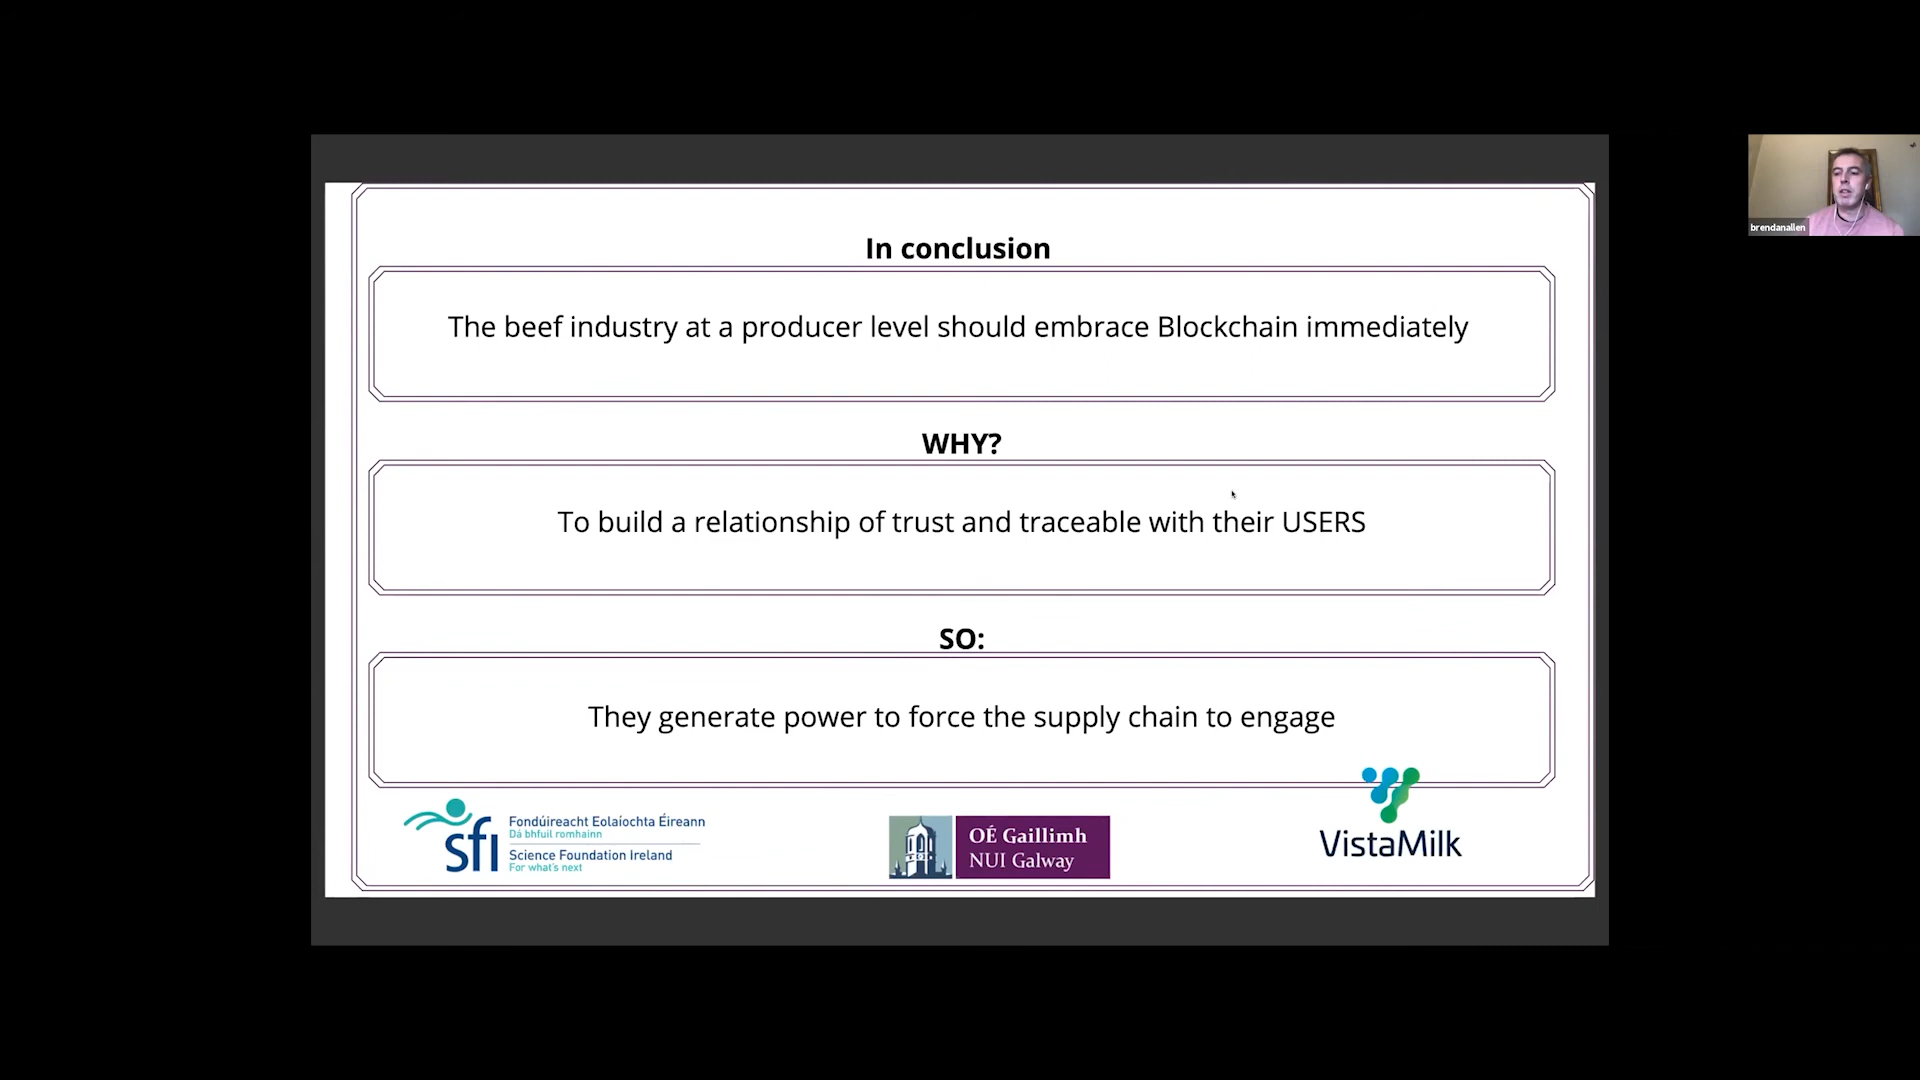 In conclusion
The beef industry at a producer level should embrace Blockchain immediately
WHY?
To build a relationship of trust and traceable with their USERS
SO:
They generate power to force the supply chain to engage
sfi
Fondúireacht Eolaíochta Éireann
Dá bhfuil romhainn
Science Foundation Ireland
For what's next
OÉ Gaillimh
NUI Galway
VistaMilk
brendanallen